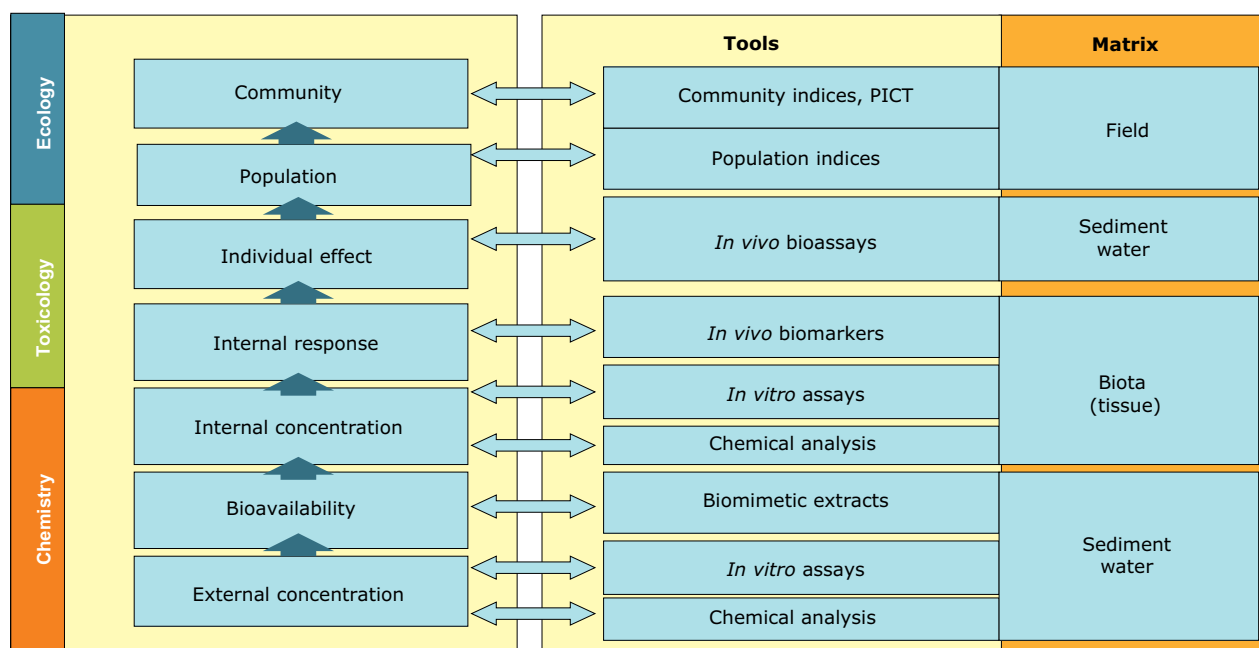 Tools
Matrix
Ecology
Community
Community indices, PICT
Field
Population
Population indices
Toxicology
Individual effect
In vivo bioassays
Sediment
water
Internal response
In vivo biomarkers
Biota
(tissue)
In vitro assays
Internal concentration
Chemical analysis
Chemistry
Bioavailability
Biomimetic extracts
Sediment
water
In vitro assays
External concentration
Chemical analysis